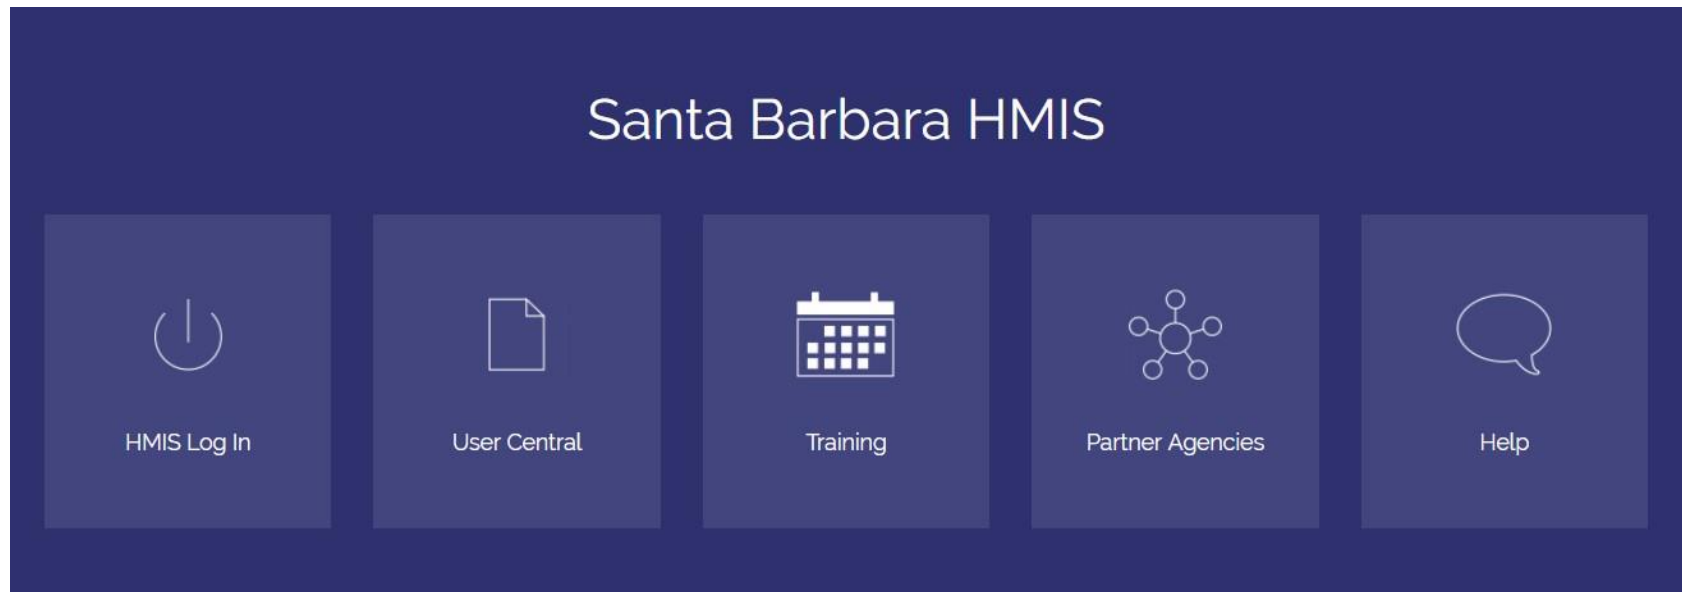 Santa Barbara HMIS
HMIS Log In
User Central
Training
Partner Agencies
Help